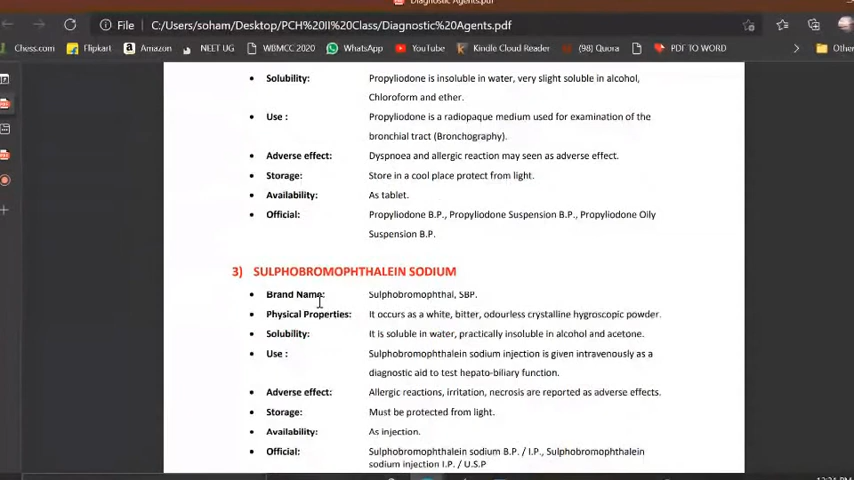 Diagnostic Agents.pdf
File C:/Users/soham/Desktop/PCH%20II%20Class/Diagnostic%20Agents.pdf
Chess.com Flipkart Amazon NEET UG WBMCC 2020 WhatsApp YouTube Kindle Cloud Reader (98) Quora PDF TO WORD Other
• Solubility: Propyliodone is insoluble in water, very slight soluble in alcohol,
Chloroform and ether.
• Use : Propyliodone is a radiopaque medium used for examination of the
bronchial tract (Bronchography).
• Adverse effect: Dyspnoea and allergic reaction may seen as adverse effect.
• Storage: Store in a cool place protect from light.
• Availability: As tablet.
• Official: Propyliodone B.P., Propyliodone Suspension B.P., Propyliodone Oily
Suspension B.P.
3) SULPHOBROMOPHTHALEIN SODIUM
• Brand Name: Sulphobromophthal, SBP.
• Physical Properties: It occurs as a white, bitter, odourless crystalline hygroscopic powder.
• Solubility: It is soluble in water, practically insoluble in alcohol and acetone.
• Use : Sulphobromophthalein sodium injection is given intravenously as a
diagnostic aid to test hepato-biliary function.
• Adverse effect: Allergic reactions, irritation, necrosis are reported as adverse effects.
• Storage: Must be protected from light.
• Availability: As injection.
• Official: Sulphobromophthalein sodium B.P. / I.P., Sulphobromophthalein
sodium injection I.P. / U.S.P